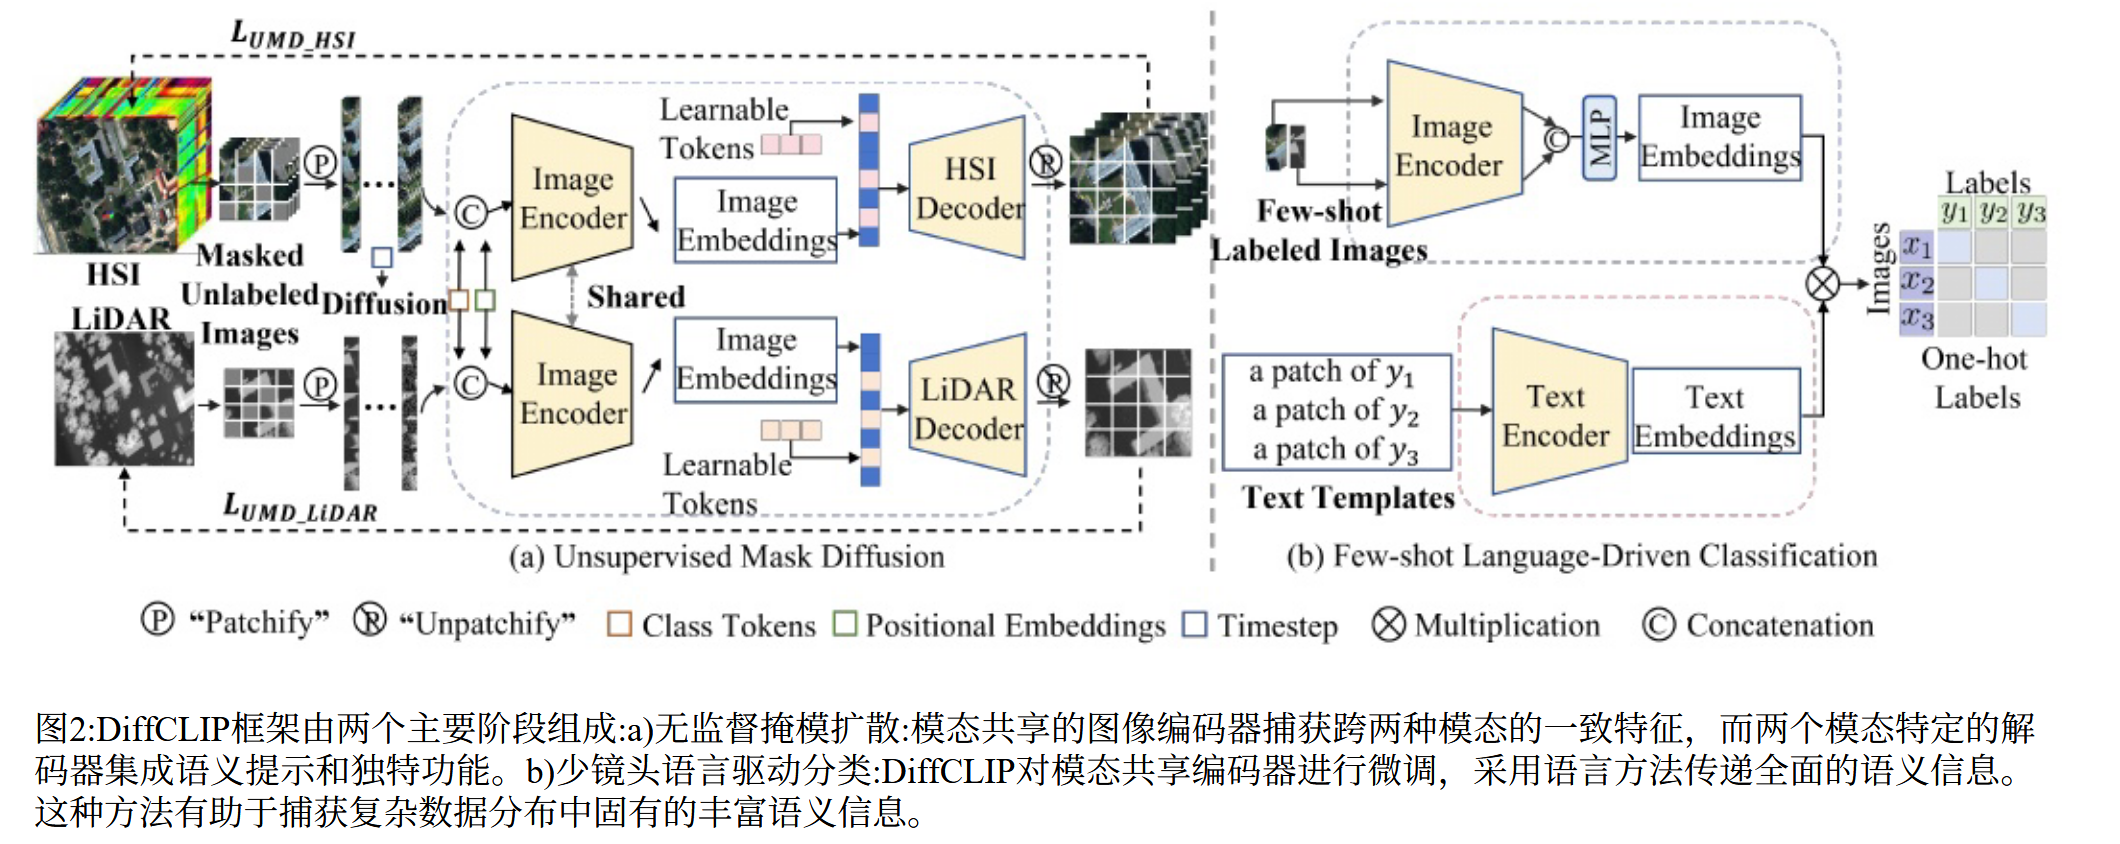 L_UMD_HSI
HSI
Masked
Unlabeled
Images
P
Diffusion
LiDAR
P
L_UMD_LiDAR
C
C
Image
Encoder
Shared
Image
Encoder
Learnable
Tokens
Image
Embeddings
Image
Embeddings
Learnable
Tokens
HSI
Decoder
LiDAR
Decoder
R
R
(a) Unsupervised Mask Diffusion
Few-shot
Labeled Images
Image
Encoder
C
MLP
Image
Embeddings
a patch of y1
a patch of y2
a patch of y3
Text Templates
Text
Encoder
Text
Embeddings
Labels
y1 y2 y3
Images
x1
x2
x3
One-hot
Labels
(b) Few-shot Language-Driven Classification
P “Patchify” R “Unpatchify” Class Tokens Positional Embeddings Timestep Multiplication C Concatenation
图2:DiffCLIP框架由两个主要阶段组成:a)无监督掩模扩散:模态共享的图像编码器捕获跨两种模态的一致特征，而两个模态特定的解
码器集成语义提示和独特功能。b)少镜头语言驱动分类:DiffCLIP对模态共享编码器进行微调，采用语言方法传递全面的语义信息。
这种方法有助于捕获复杂数据分布中固有的丰富语义信息。